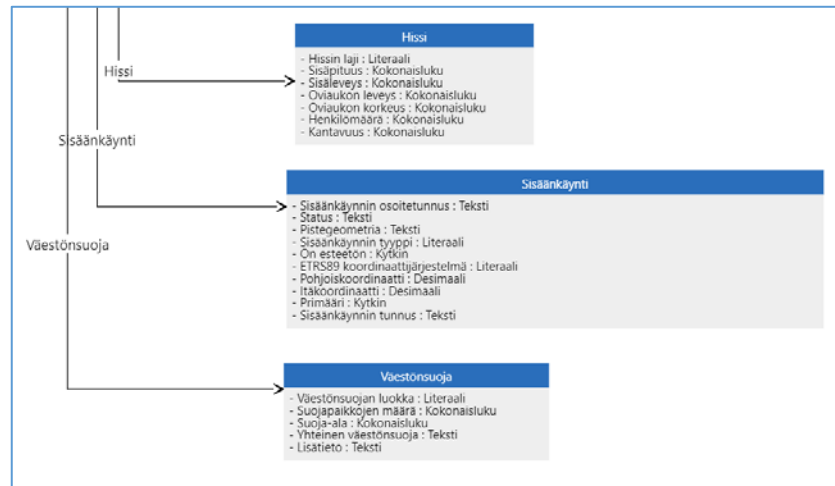 Hissi
- Hissin laji : Literaali
- Sisäpituus : Kokonaisluku
- Sisäleveys : Kokonaisluku
- Oviaukon leveys : Kokonaisluku
- Oviaukon korkeus : Kokonaisluku
- Henkilömäärä : Kokonaisluku
- Kantavuus : Kokonaisluku
Hissi
Sisäänkäynti
Sisäänkäynti
- Sisäänkäynnin osoitetunnus : Teksti
- Status : Teksti
- Pistegeometria : Teksti
- Sisäänkäynnin tyyppi : Literaali
- On esteetön : Kytkin
- ETRS89 koordinaattijärjestelmä : Literaali
- Pohjoiskoordinaatti : Desimaali
- Itäkoordinaatti : Desimaali
- Primääri : Kytkin
- Sisäänkäynnin tunnus : Teksti
Väestönsuoja
Väestönsuoja
- Väestönsuojan luokka : Literaali
- Suojapaikkojen määrä : Kokonaisluku
- Suoja-ala : Kokonaisluku
- Yhteinen väestönsuoja : Teksti
- Lisätieto : Teksti